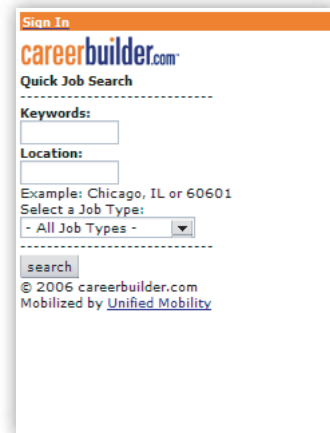 Sign In
careerbuilder.com™
Quick Job Search
----------------------------
Keywords:
Location:
Example: Chicago, IL or 60601
Select a Job Type:
- All Job Types -
----------------------------
search
© 2006 careerbuilder.com
Mobilized by Unified Mobility